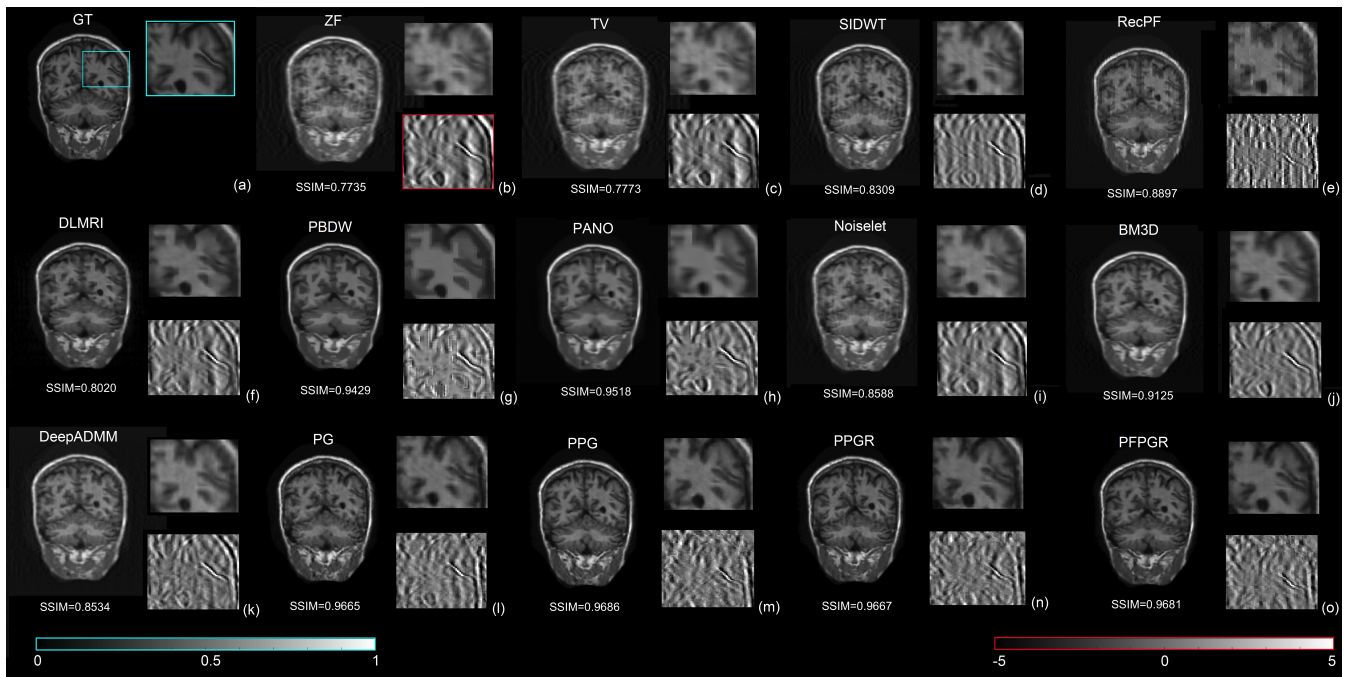 GT
ZF
TV
SIDWT
RecPF
(a)
SSIM=0.7735
(b)
SSIM=0.7773
(c)
SSIM=0.8309
(d)
SSIM=0.8897
(e)
DLMRI
PBDW
PANO
Noiselet
BM3D
SSIM=0.8020
(f)
SSIM=0.9429
(g)
SSIM=0.9518
(h)
SSIM=0.8588
(i)
SSIM=0.9125
(j)
DeepADMM
PG
PPG
PPGR
PFPGR
SSIM=0.8534
(k)
SSIM=0.9665
(l)
SSIM=0.9686
(m)
SSIM=0.9667
(n)
SSIM=0.9681
(o)
0
0.5
1
-5
0
5